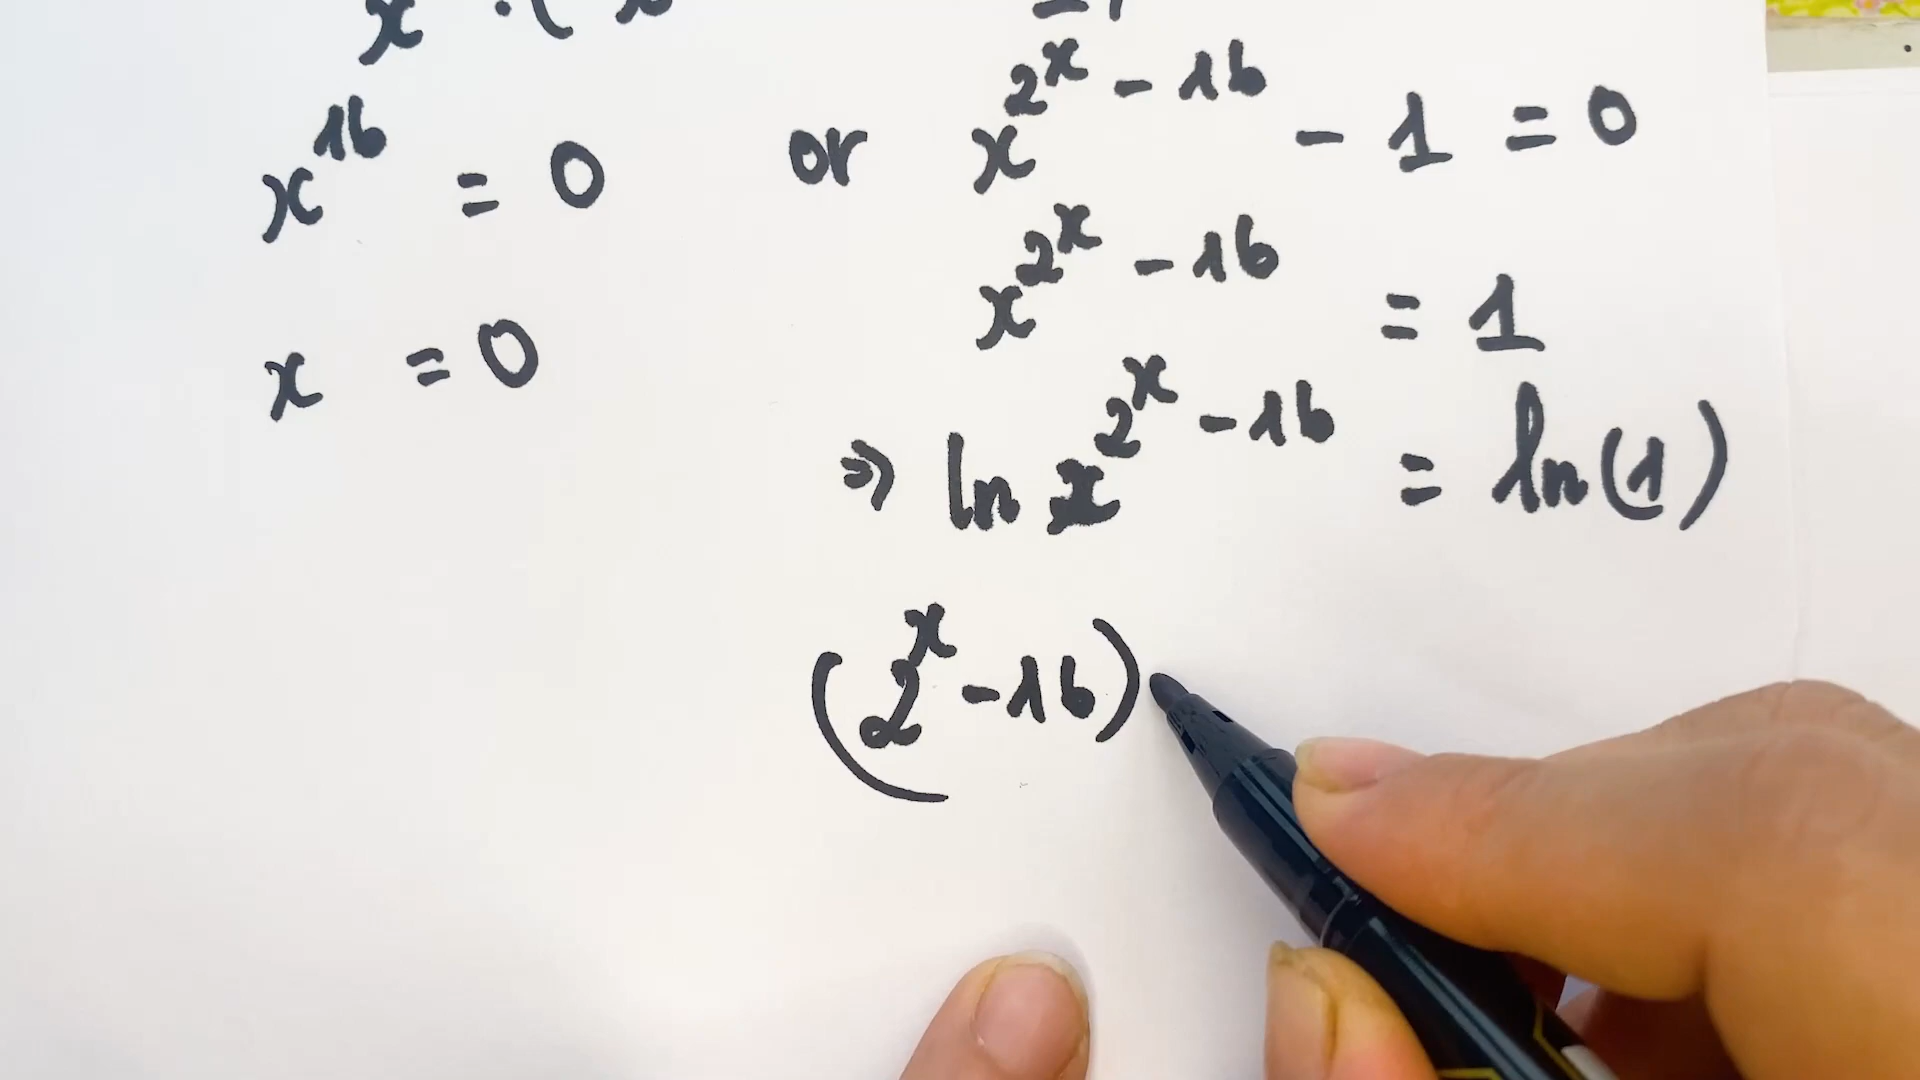 x^16 = 0 or x^(2^x - 16) - 1 = 0
x = 0
x^(2^x - 16) = 1
⇒ ln x^(2^x - 16) = ln(1)
(2^x - 16)